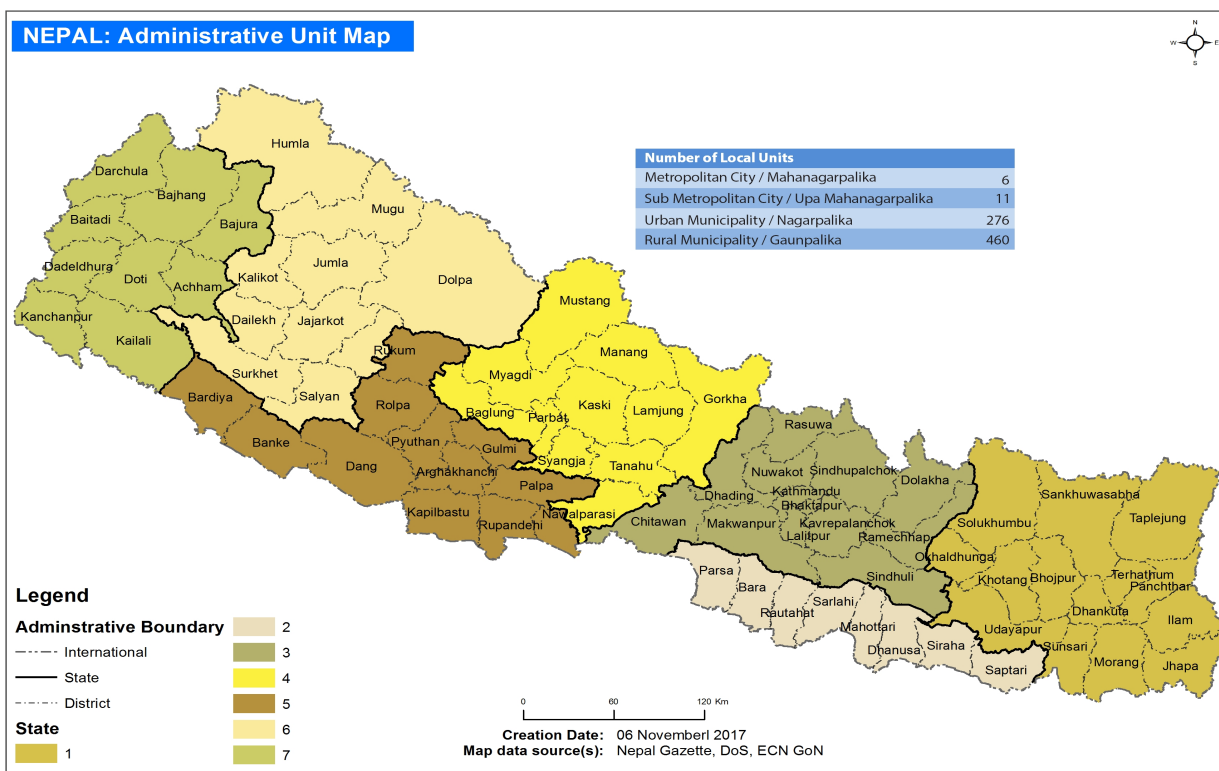 NEPAL: Administrative Unit Map
N
W E
S
Number of Local Units
Metropolitan City / Mahanagarpalika 6
Sub Metropolitan City / Upa Mahanagarpalika 11
Urban Municipality / Nagarpalika 276
Rural Municipality / Gaunpalika 460
Humla
Darchula
Bajhang
Mugu
Baitadi
Bajura
Jumla
Dadeldhura
Doti
Kalikot
Dolpa
Achham
Mustang
Kanchanpur
Dailekh
Jajarkot
Kailali
Rukum
Manang
Surkhet
Myagdi
Bardiya
Salyan
Rolpa
Baglung
Parbat
Kaski
Lamjung
Gorkha
Rasuwa
Banke
Pyuthan
Gulmi
Dang
Arghakhanchi
Syangja
Tanahu
Nuwakot
Sindhupalchok
Dolakha
Palpa
Dhading
Kathmandu
Bhaktapur
Sankhuwasabha
Kapilbastu
Rupandehi
Nawalparasi
Chitawan
Makwanpur
Kavrepalanchok
Lalitpur
Ramechhap
Solukhumbu
Taplejung
Okhaldhunga
Sindhuli
Khotang
Bhojpur
Terhathum
Panchthar
Parsa
Bara
Rautahat
Sarlahi
Mahottari
Dhanusa
Siraha
Saptari
Udayapur
Dhankuta
Sunsari
Morang
Ilam
Jhapa
Legend
Adminstrative Boundary
International
State
District
State
1
2
3
4
5
6
7
0 60 120 Km
Creation Date: 06 Novemberl 2017
Map data source(s): Nepal Gazette, DoS, ECN GoN